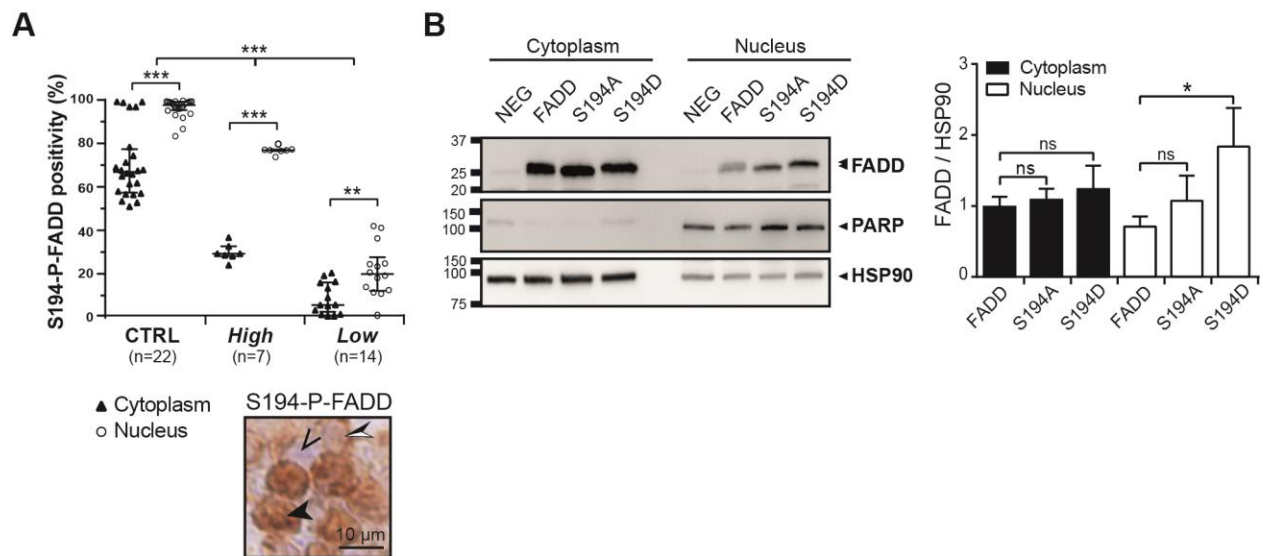 A
S194-P-FADD positivity (%)
100
80
60
40
20
0
***
***
***
**
CTRL
(n=22)
High
(n=7)
Low
(n=14)
Cytoplasm
Nucleus
S194-P-FADD
10 µm
B
Cytoplasm
Nucleus
NEG
FADD
S194A
S194D
NEG
FADD
S194A
S194D
37
25
20
FADD
150
100
PARP
150
100
75
HSP90
FADD / HSP90
3
2
1
0
Cytoplasm
Nucleus
ns
ns
ns
*
FADD
S194A
S194D
FADD
S194A
S194D